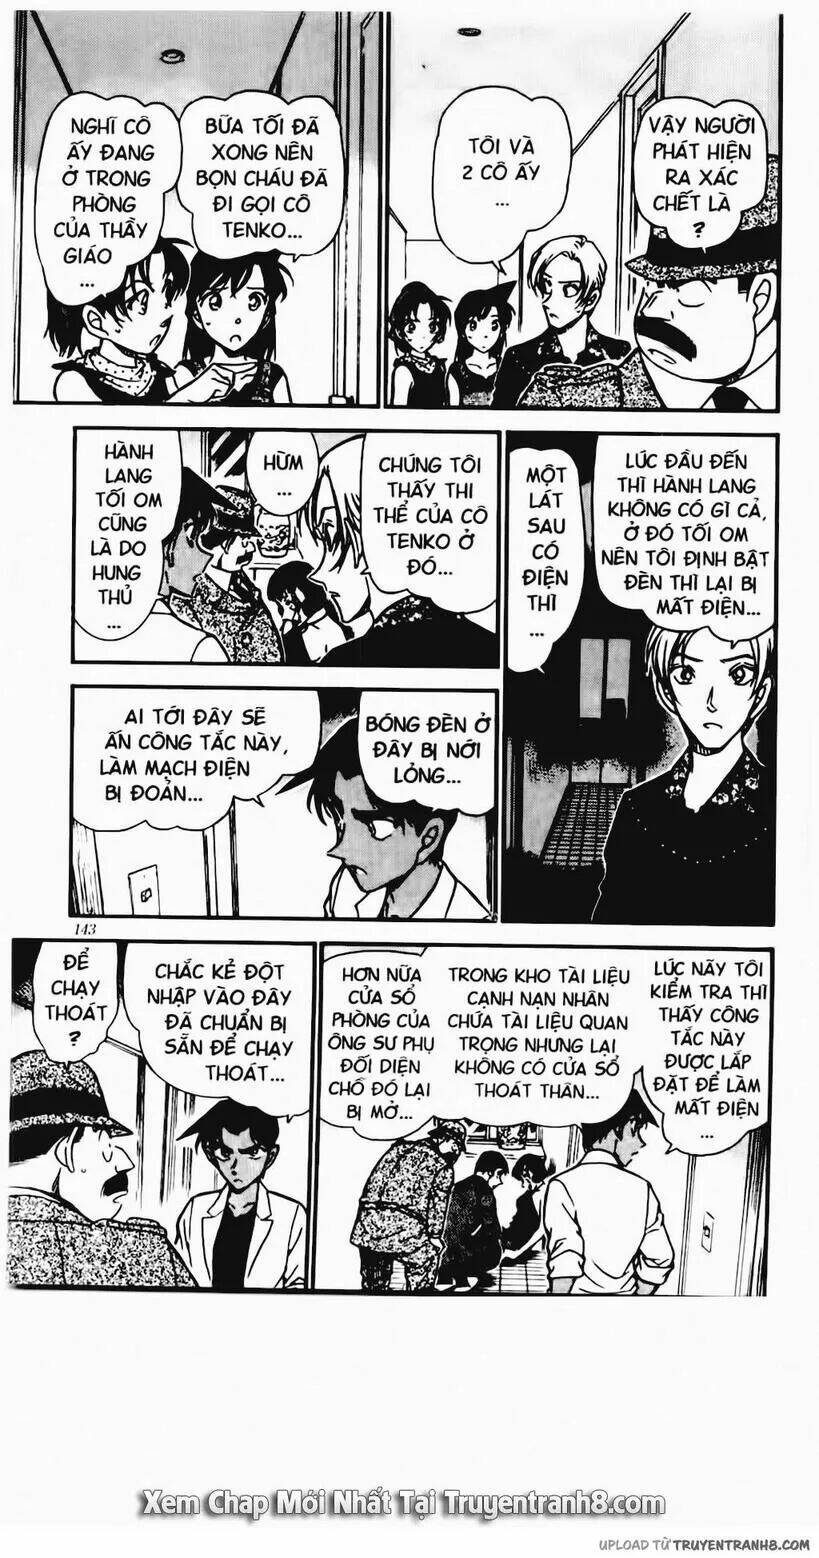 VẬY NGƯỜI
PHÁT HIỆN
RA XÁC
CHẾT LÀ
?
TÔI VÀ
2 CÔ ẤY
...
BỮA TỐI ĐÃ
XONG NÊN
BỌN CHÁU ĐÃ
ĐI GỌI CÔ
TENKO...
NGHĨ CÔ
ẤY ĐANG
Ở TRONG
PHÒNG
CỦA THẦY
GIÁO
...
LÚC ĐẦU ĐẾN
THÌ HÀNH LANG
KHÔNG CÓ GÌ CẢ,
Ở ĐÓ TỐI OM
NÊN TÔI ĐỊNH BẬT
ĐÈN THÌ LẠI BỊ
MẤT ĐIỆN...
MỘT
LÁT
SAU
CÓ
ĐIỆN
THÌ
...
CHÚNG TÔI
THẤY THI
THỂ CỦA CÔ
TENKO Ở
ĐÓ...
HỪM
...
HÀNH
LANG
TỐI OM
CŨNG
LÀ DO
HUNG
THỦ
...
BÓNG ĐÈN Ở
ĐÂY BỊ NỚI
LỎNG...
AI TỚI ĐÂY SẼ
ẤN CÔNG TẮC NÀY,
LÀM MẠCH ĐIỆN
BỊ ĐOẢN...
143
LÚC NÃY TÔI
KIỂM TRA THÌ
THẤY CÔNG
TẮC NÀY
ĐƯỢC LẮP
ĐẶT ĐỂ LÀM
MẤT ĐIỆN
...
TRONG KHO TÀI LIỆU
CẠNH NẠN NHÂN
CHỨA TÀI LIỆU QUAN
TRỌNG NHƯNG LẠI
KHÔNG CÓ CỬA SỔ
THOÁT THÂN...
HƠN NỮA
CỬA SỔ
PHÒNG CỦA
ÔNG SƯ PHỤ
ĐỐI DIỆN
CHỖ ĐÓ LẠI
BỊ MỞ...
CHẮC KẺ ĐỘT
NHẬP VÀO ĐÂY
ĐÃ CHUẨN BỊ
SẴN ĐỂ CHẠY
THOÁT...
ĐỂ
CHẠY
THOÁT
?
Xem Chap Mới Nhất Tại Truyentranh8.com
UPLOAD TỪ TRUYENTRANH8.COM